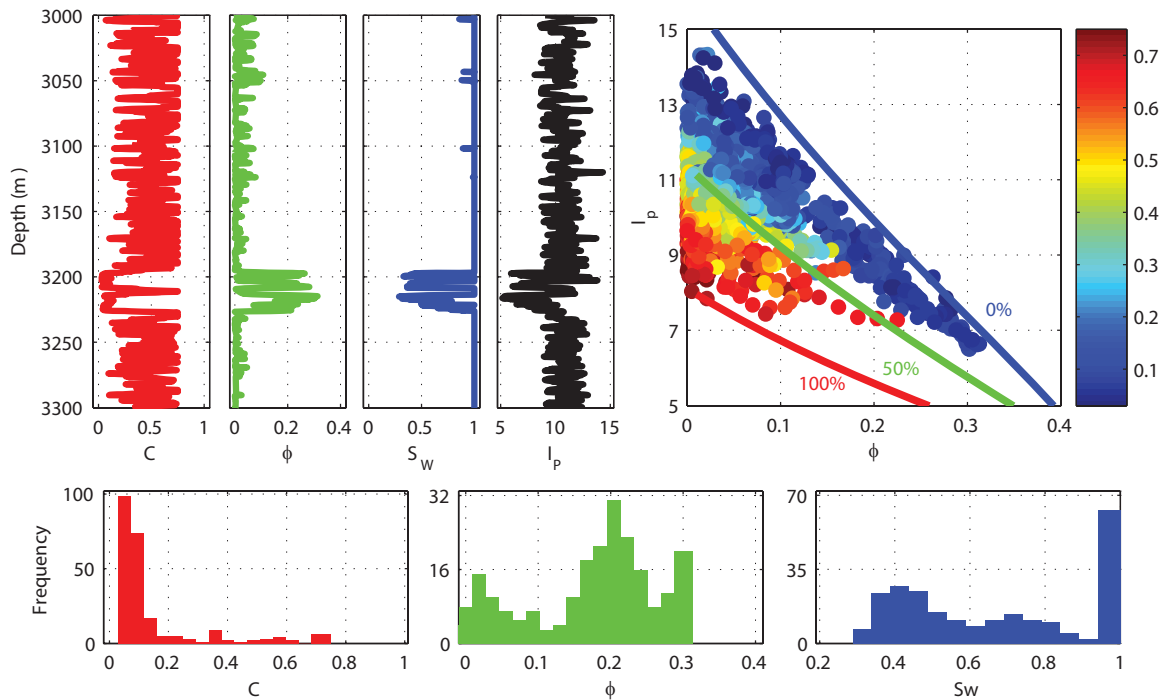 Depth (m)
3000
3050
3100
3150
3200
3250
3300
0 0.5 1
C
0 0.2 0.4
ϕ
0 0.5 1
S_W
5 10 15
I_P
I_p
15
13
11
9
7
5
0 0.1 0.2 0.3 0.4
ϕ
0%
50%
100%
0.7
0.6
0.5
0.4
0.3
0.2
0.1
Frequency
100
50
0
0 0.2 0.4 0.6 0.8 1
C
32
16
0
0 0.1 0.2 0.3 0.4
ϕ
70
35
0
0.2 0.4 0.6 0.8 1
Sw